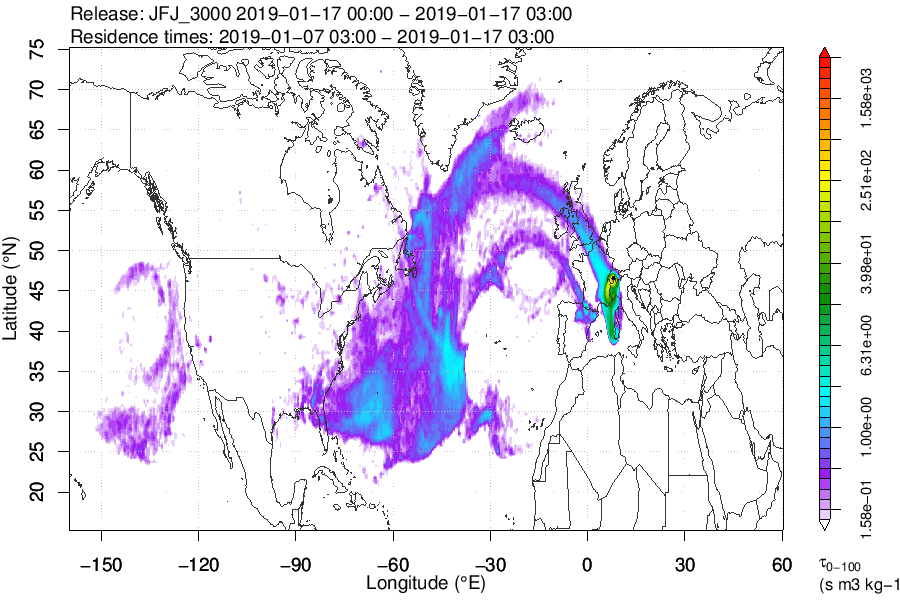 Release: JFJ_3000 2019−01−17 00:00 − 2019−01−17 03:00
Residence times: 2019−01−07 03:00 − 2019−01−17 03:00
75
70
65
60
55
50
45
40
35
30
25
20
Latitude (°N)
−150
−120
−90
−60
−30
0
30
60
Longitude (°E)
1.58e+03
2.51e+02
3.98e+01
6.31e+00
1.00e+00
1.58e−01
τ0−100
(s m3 kg−1